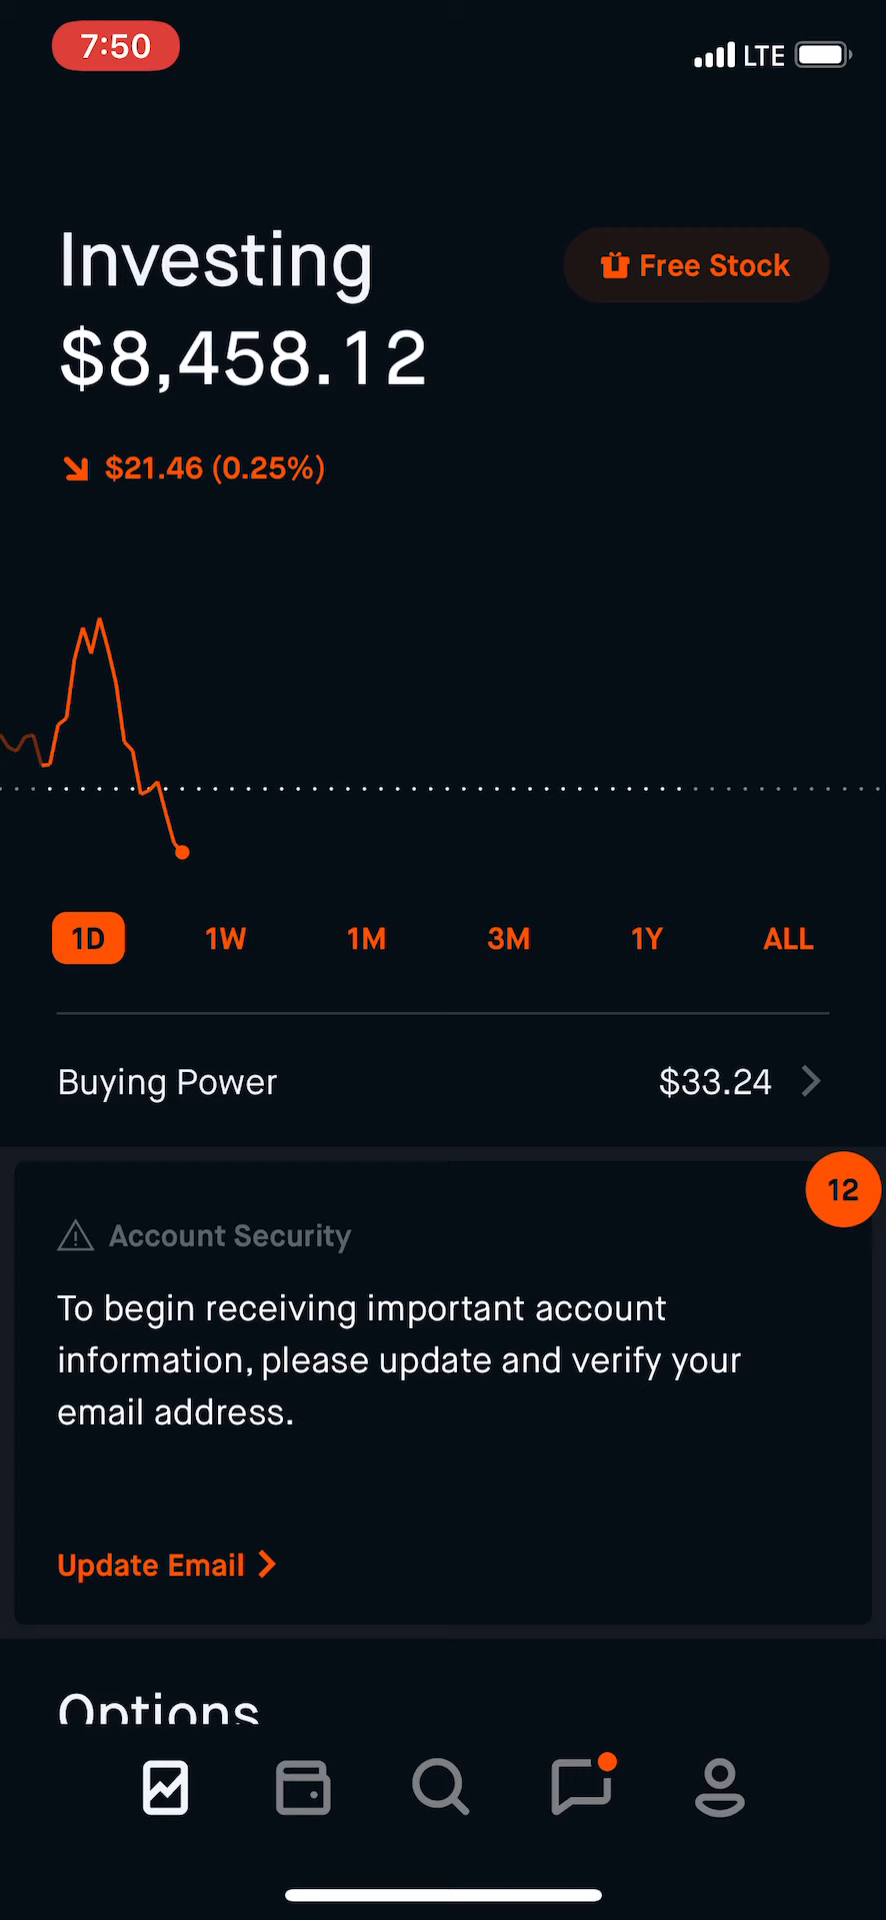 7:50
LTE
Investing
Free Stock
$8,458.12
$21.46 (0.25%)
1D 1W 1M 3M 1Y ALL
Buying Power $33.24
12
Account Security
To begin receiving important account
information, please update and verify your
email address.
Update Email
Options